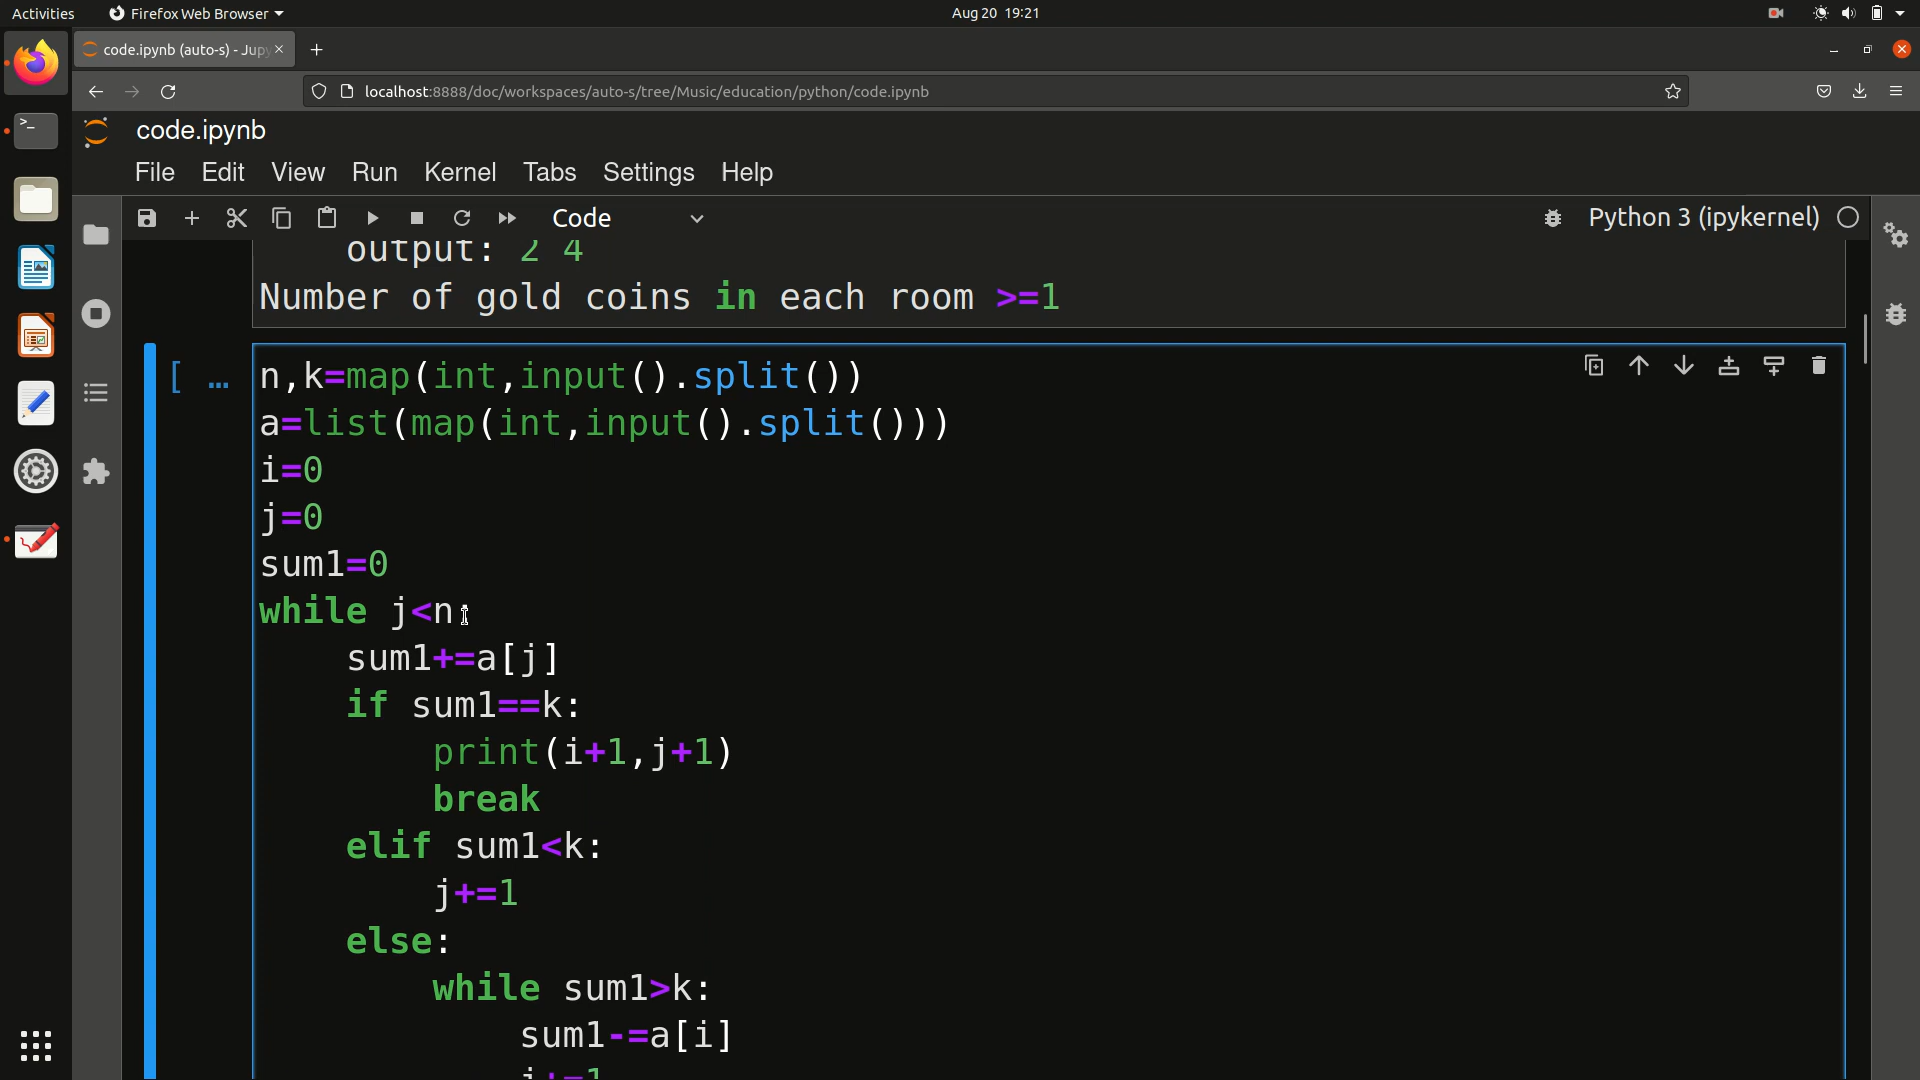 Activities Firefox Web Browser Aug 20 19:21
code.ipynb (auto-s) - Jupy
localhost:8888/doc/workspaces/auto-s/tree/Music/education/python/code.ipynb
code.ipynb
File Edit View Run Kernel Tabs Settings Help
Code Python 3 (ipykernel)
output: 2 4
Number of gold coins in each room >=1
[ …
n,k=map(int,input().split())
a=list(map(int,input().split()))
i=0
j=0
sum1=0
while j<n:
sum1+=a[j]
if sum1==k:
print(i+1,j+1)
break
elif sum1<k:
j+=1
else:
while sum1>k:
sum1-=a[i]